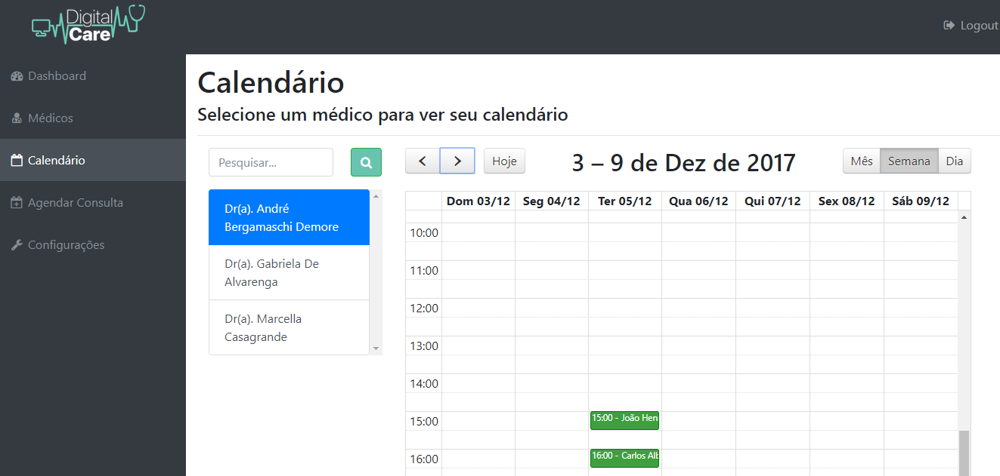 Digital
Care
Logout
Dashboard
Médicos
Calendário
Agendar Consulta
Configurações
Calendário
Selecione um médico para ver seu calendário
Pesquisar...
Dr(a). André
Bergamaschi Demore
Dr(a). Gabriela De
Alvarenga
Dr(a). Marcella
Casagrande
Hoje
3 – 9 de Dez de 2017
Mês Semana Dia
Dom 03/12 Seg 04/12 Ter 05/12 Qua 06/12 Qui 07/12 Sex 08/12 Sáb 09/12
10:00
11:00
12:00
13:00
14:00
15:00 15:00 - João Hen
16:00 16:00 - Carlos Alb